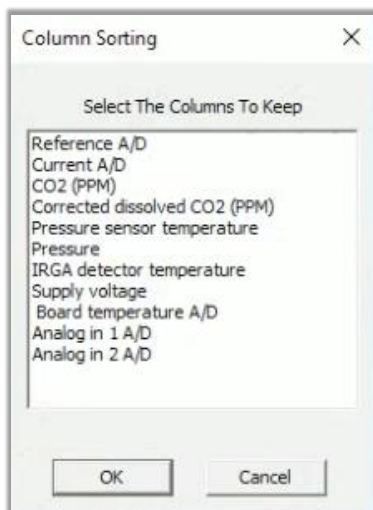 Column Sorting
Select The Columns To Keep
Reference A/D
Current A/D
CO2 (PPM)
Corrected dissolved CO2 (PPM)
Pressure sensor temperature
Pressure
IRGA detector temperature
Supply voltage
Board temperature A/D
Analog in 1 A/D
Analog in 2 A/D
OK Cancel